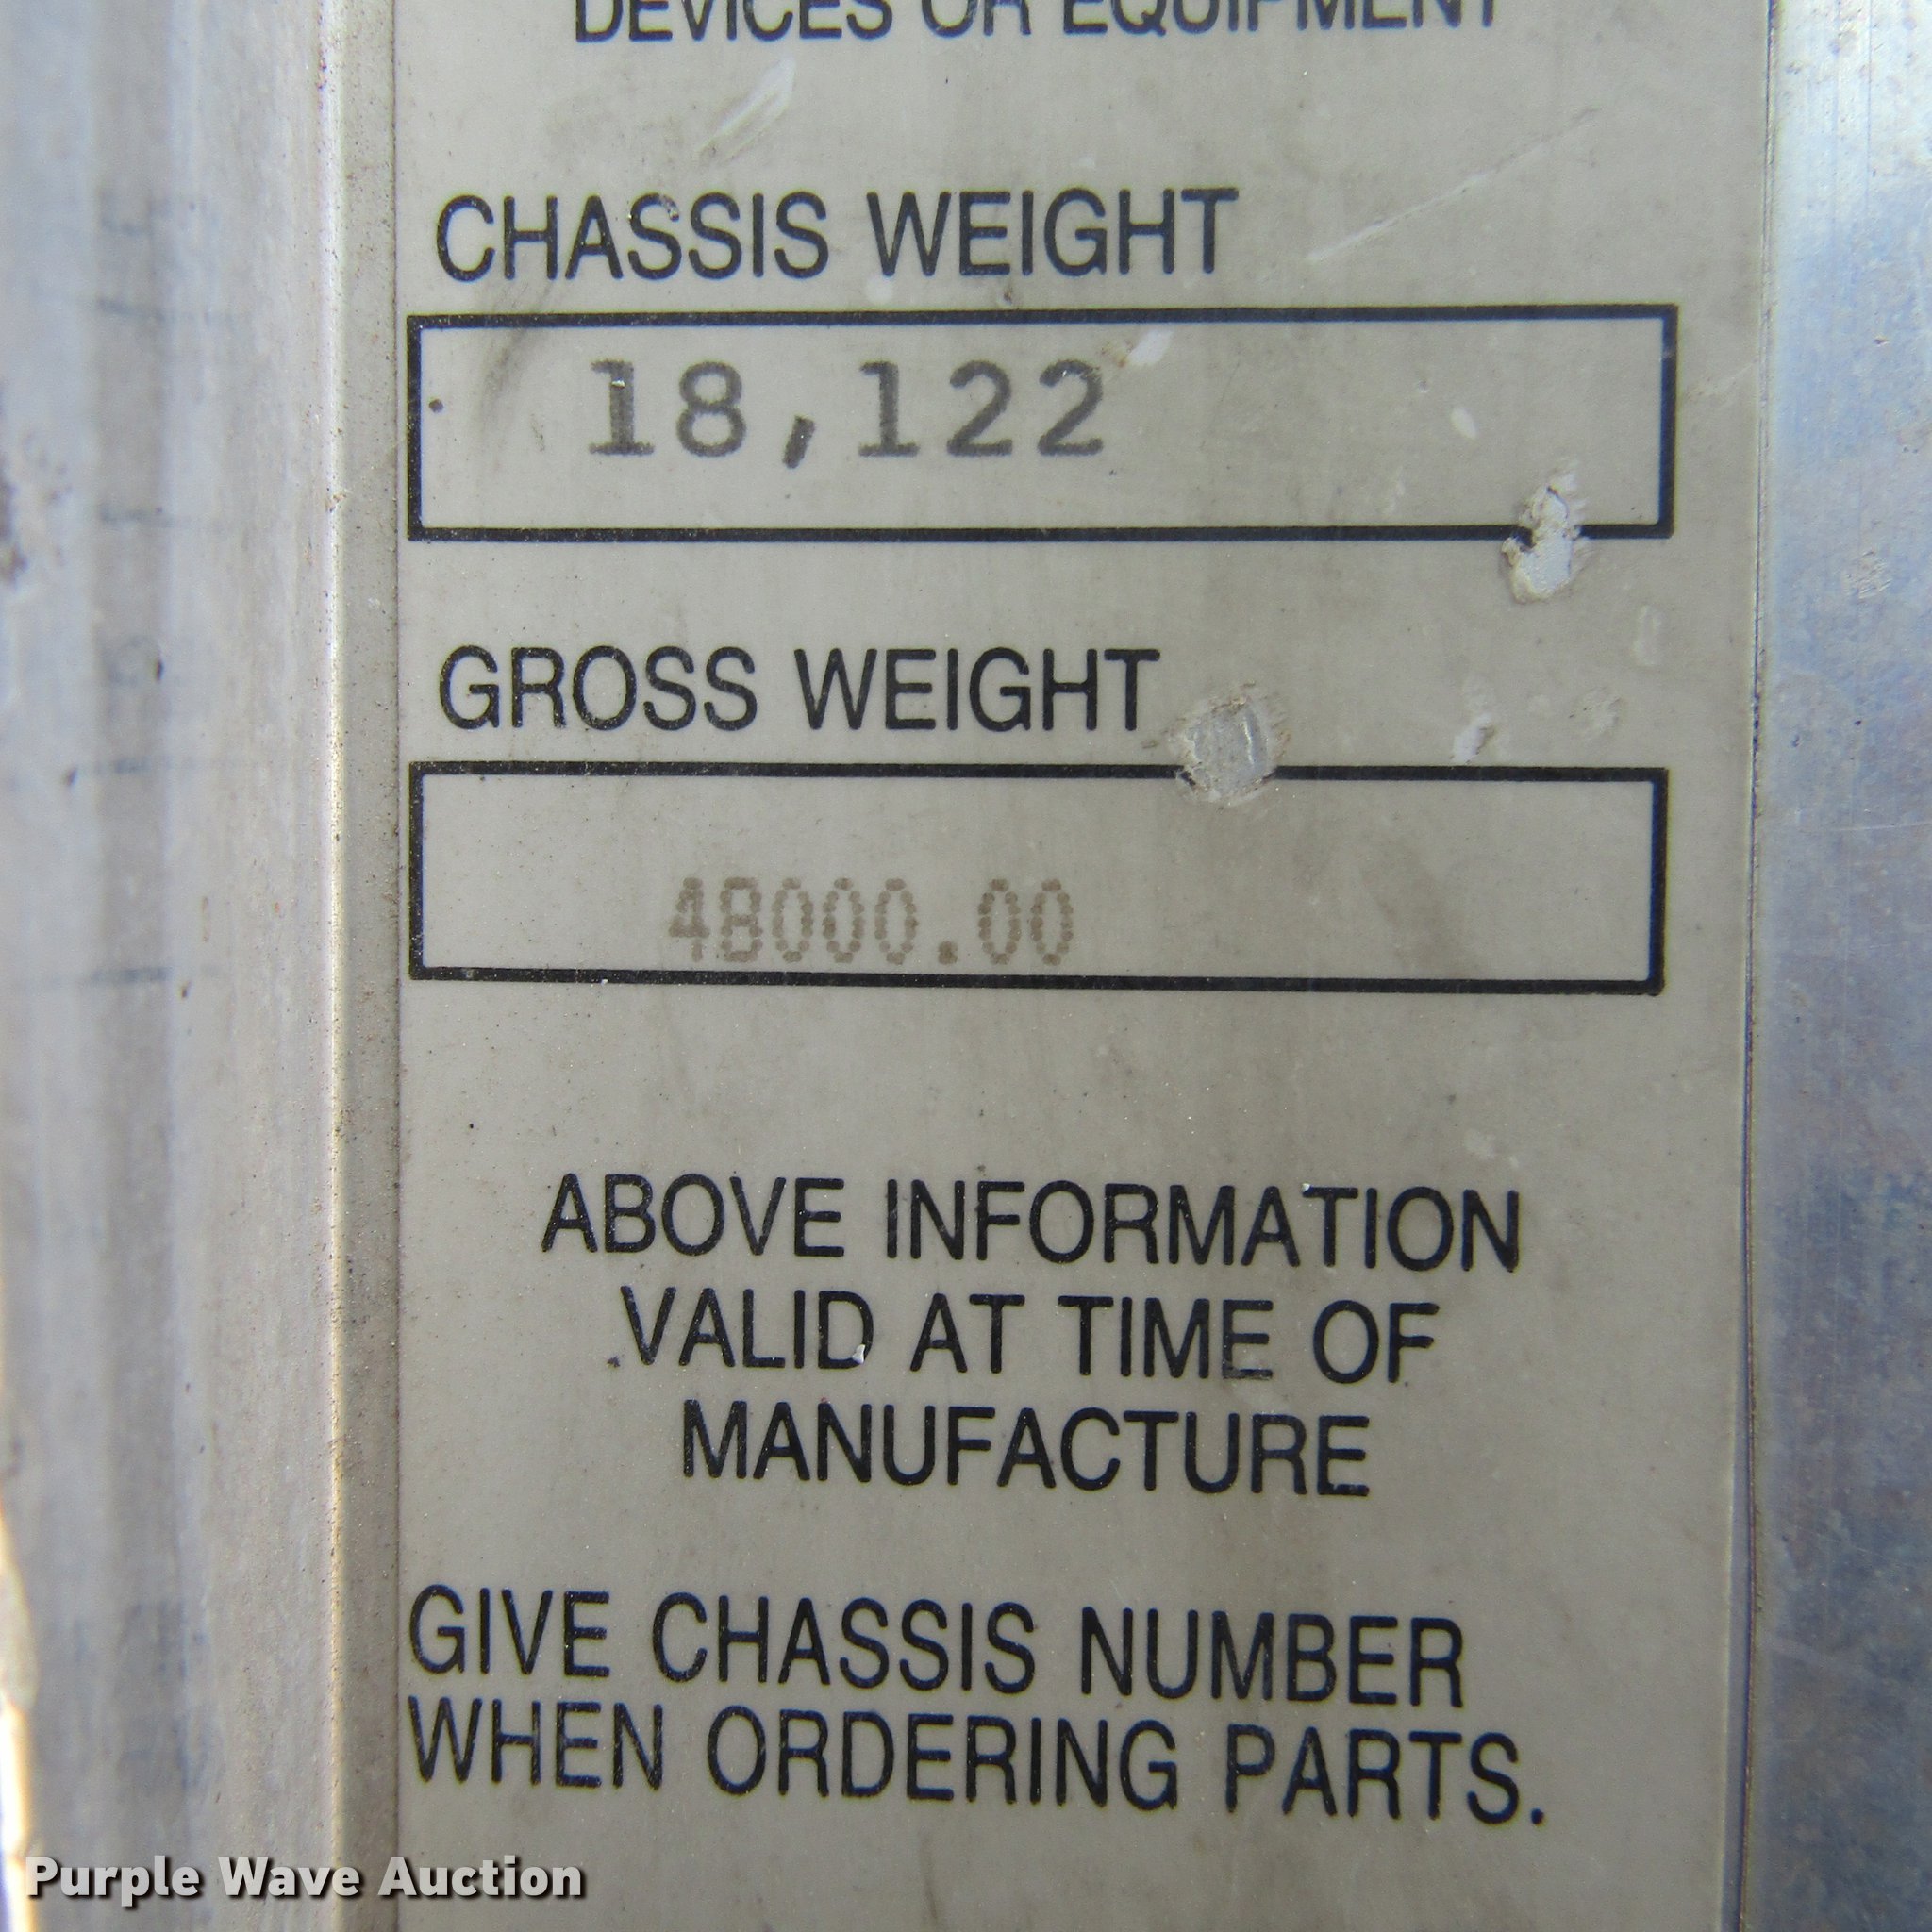 DEVICES OR EQUIPMENT
CHASSIS WEIGHT
18,122
GROSS WEIGHT
48000.00
ABOVE INFORMATION
VALID AT TIME OF
MANUFACTURE
GIVE CHASSIS NUMBER
WHEN ORDERING PARTS.
Purple Wave Auction